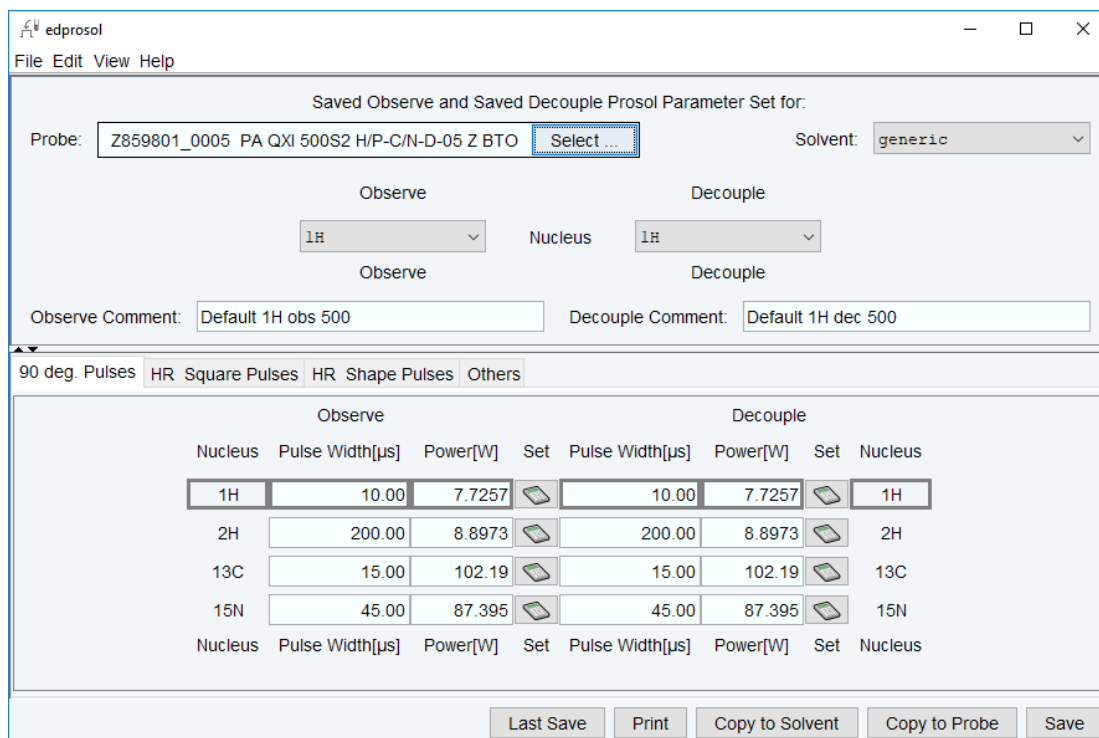 edprosol
File Edit View Help
Saved Observe and Saved Decouple Prosol Parameter Set for:
Probe: Z859801_0005 PA QXI 500S2 H/P-C/N-D-05 Z BTO Select ... Solvent: generic
Observe Decouple
1H Nucleus 1H
Observe Decouple
Observe Comment: Default 1H obs 500 Decouple Comment: Default 1H dec 500
90 deg. Pulses HR Square Pulses HR Shape Pulses Others
Observe Decouple
Nucleus Pulse Width[µs] Power[W] Set Pulse Width[µs] Power[W] Set Nucleus
1H 10.00 7.7257 10.00 7.7257 1H
2H 200.00 8.8973 200.00 8.8973 2H
13C 15.00 102.19 15.00 102.19 13C
15N 45.00 87.395 45.00 87.395 15N
Nucleus Pulse Width[µs] Power[W] Set Pulse Width[µs] Power[W] Set Nucleus
Last Save Print Copy to Solvent Copy to Probe Save